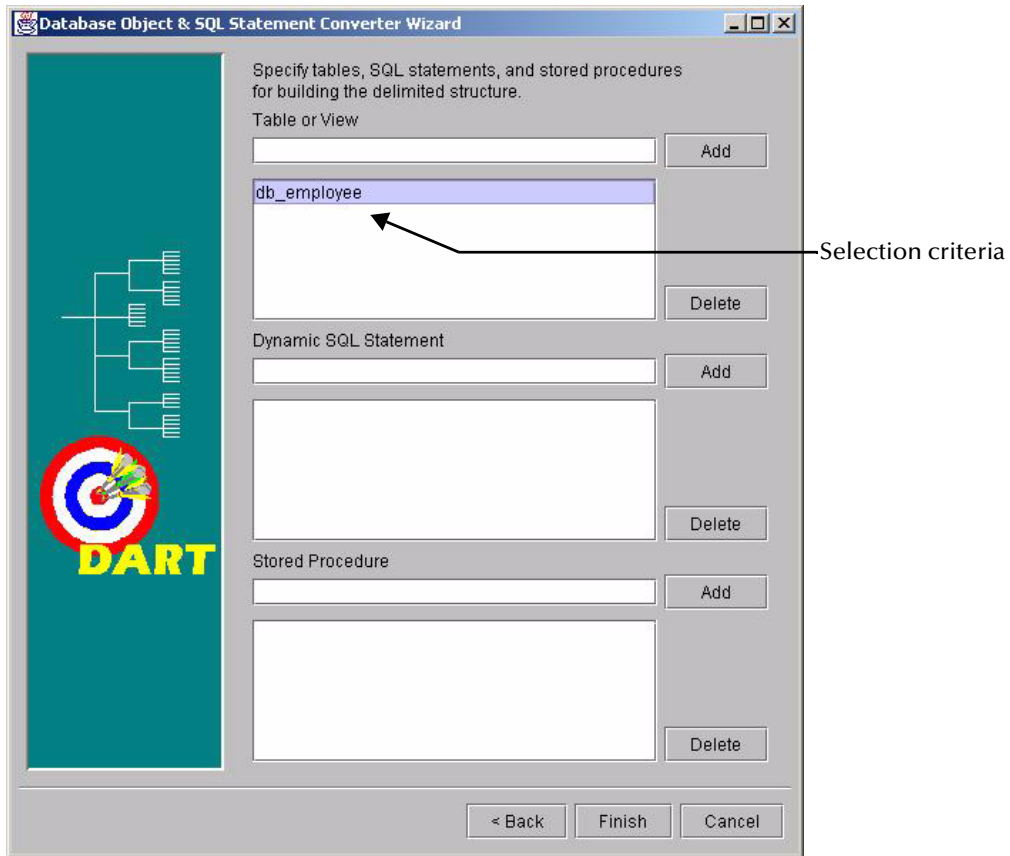 Database Object & SQL Statement Converter Wizard
Specify tables, SQL statements, and stored procedures
for building the delimited structure.
Table or View
Add
db_employee
Selection criteria
Delete
Dynamic SQL Statement
Add
Delete
DART
Stored Procedure
Add
Delete
< Back
Finish
Cancel